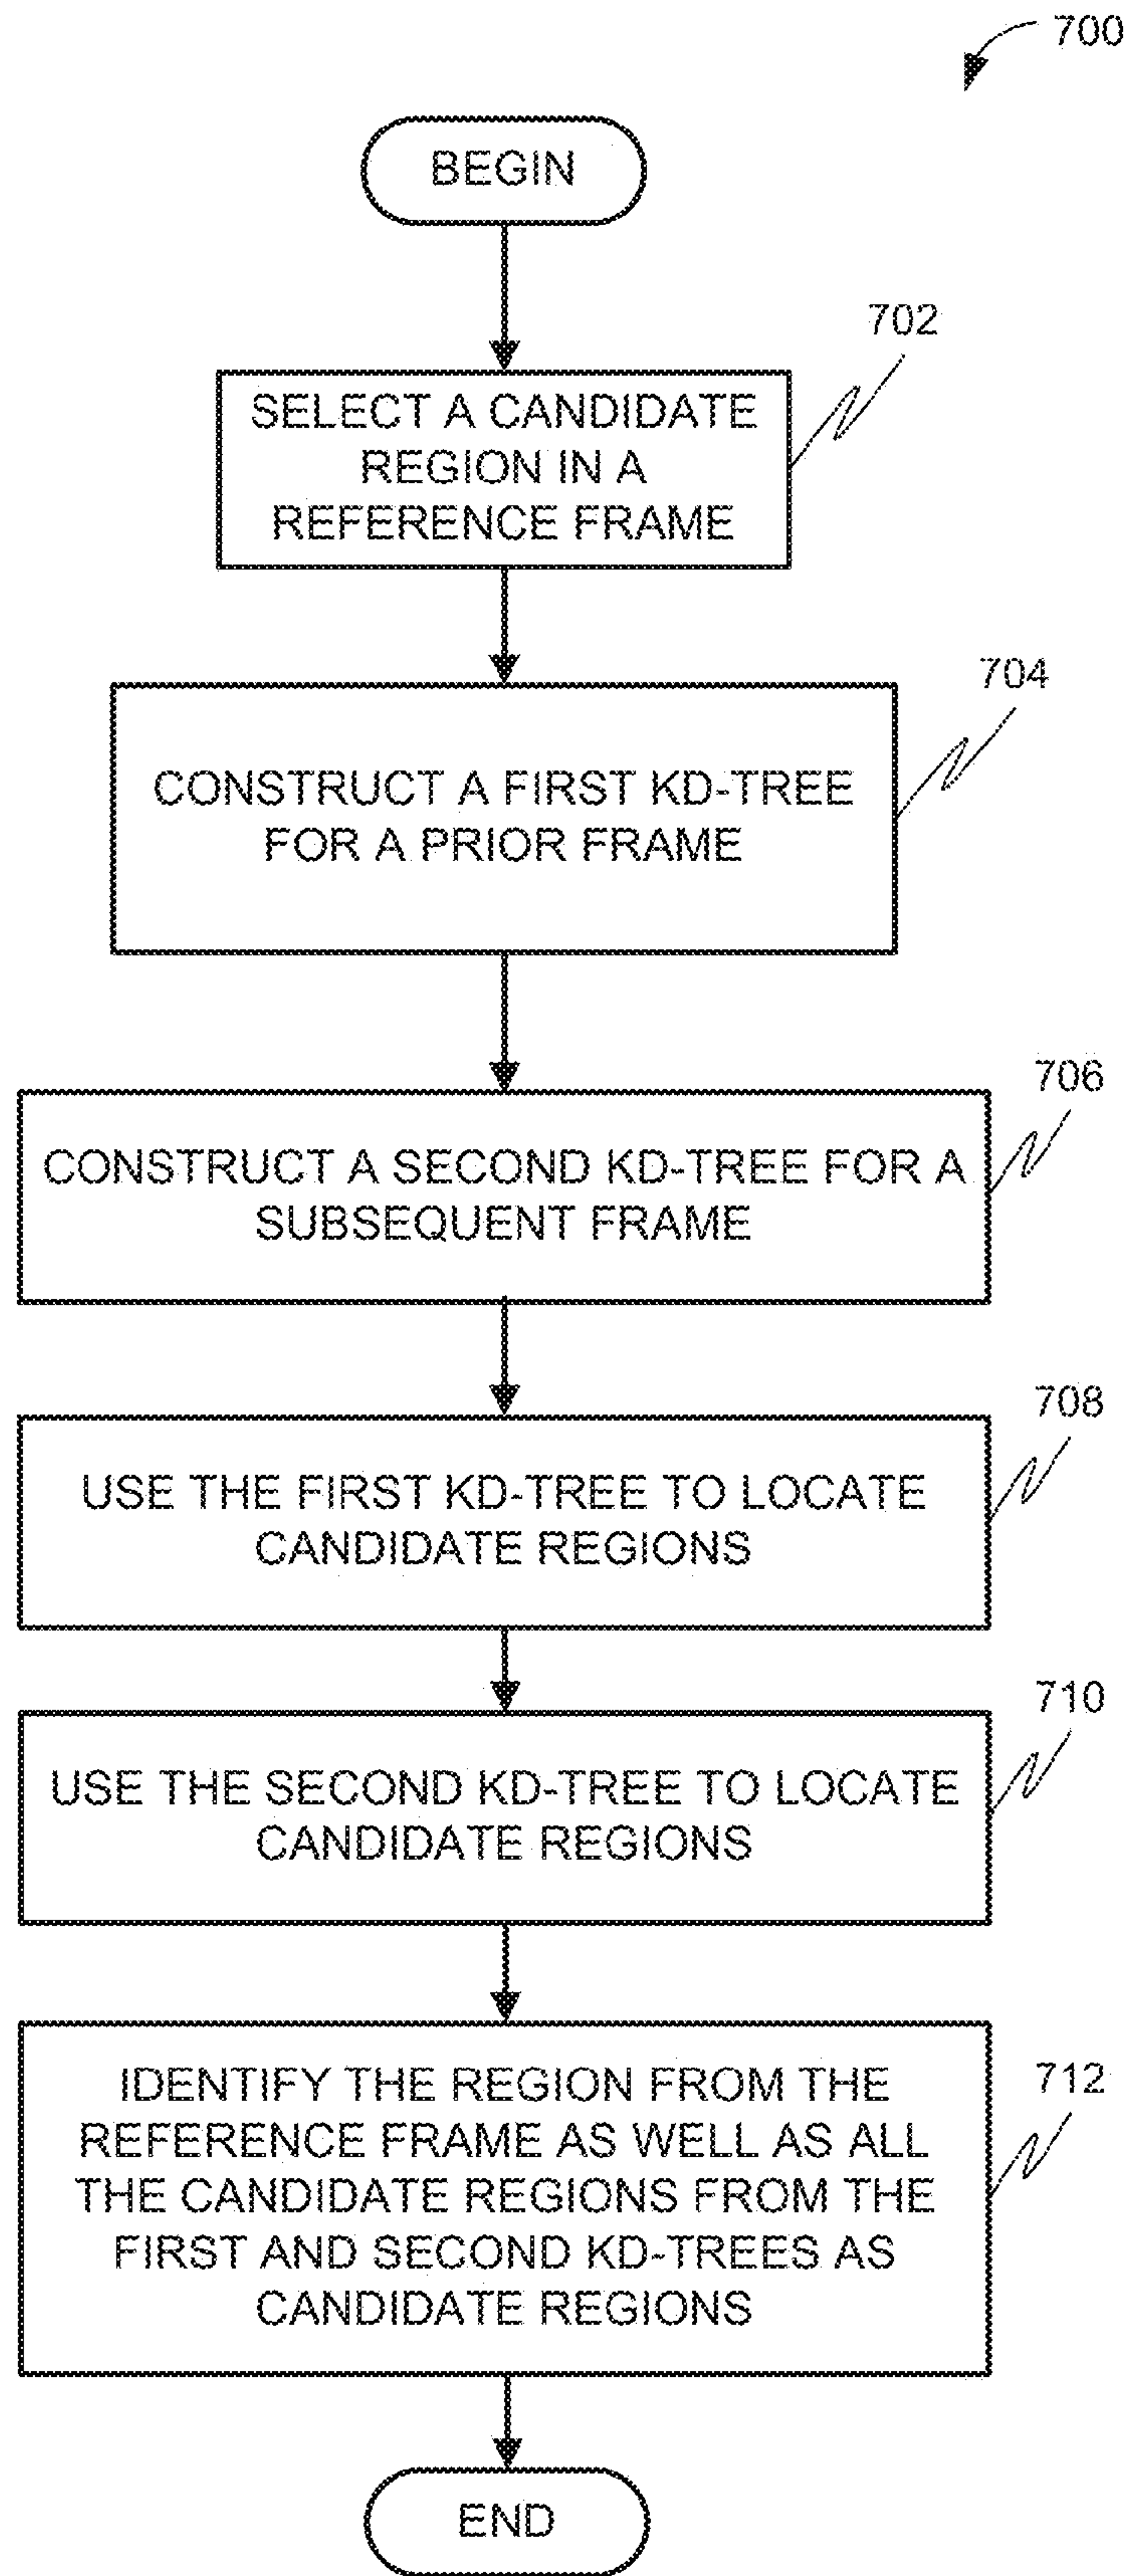 700
BEGIN
702
SELECT A CANDIDATE
REGION IN A
REFERENCE FRAME
704
CONSTRUCT A FIRST KD-TREE
FOR A PRIOR FRAME
706
CONSTRUCT A SECOND KD-TREE FOR A
SUBSEQUENT FRAME
708
USE THE FIRST KD-TREE TO LOCATE
CANDIDATE REGIONS
710
USE THE SECOND KD-TREE TO LOCATE
CANDIDATE REGIONS
712
IDENTIFY THE REGION FROM THE
REFERENCE FRAME AS WELL AS ALL
THE CANDIDATE REGIONS FROM THE
FIRST AND SECOND KD-TREES AS
CANDIDATE REGIONS
END